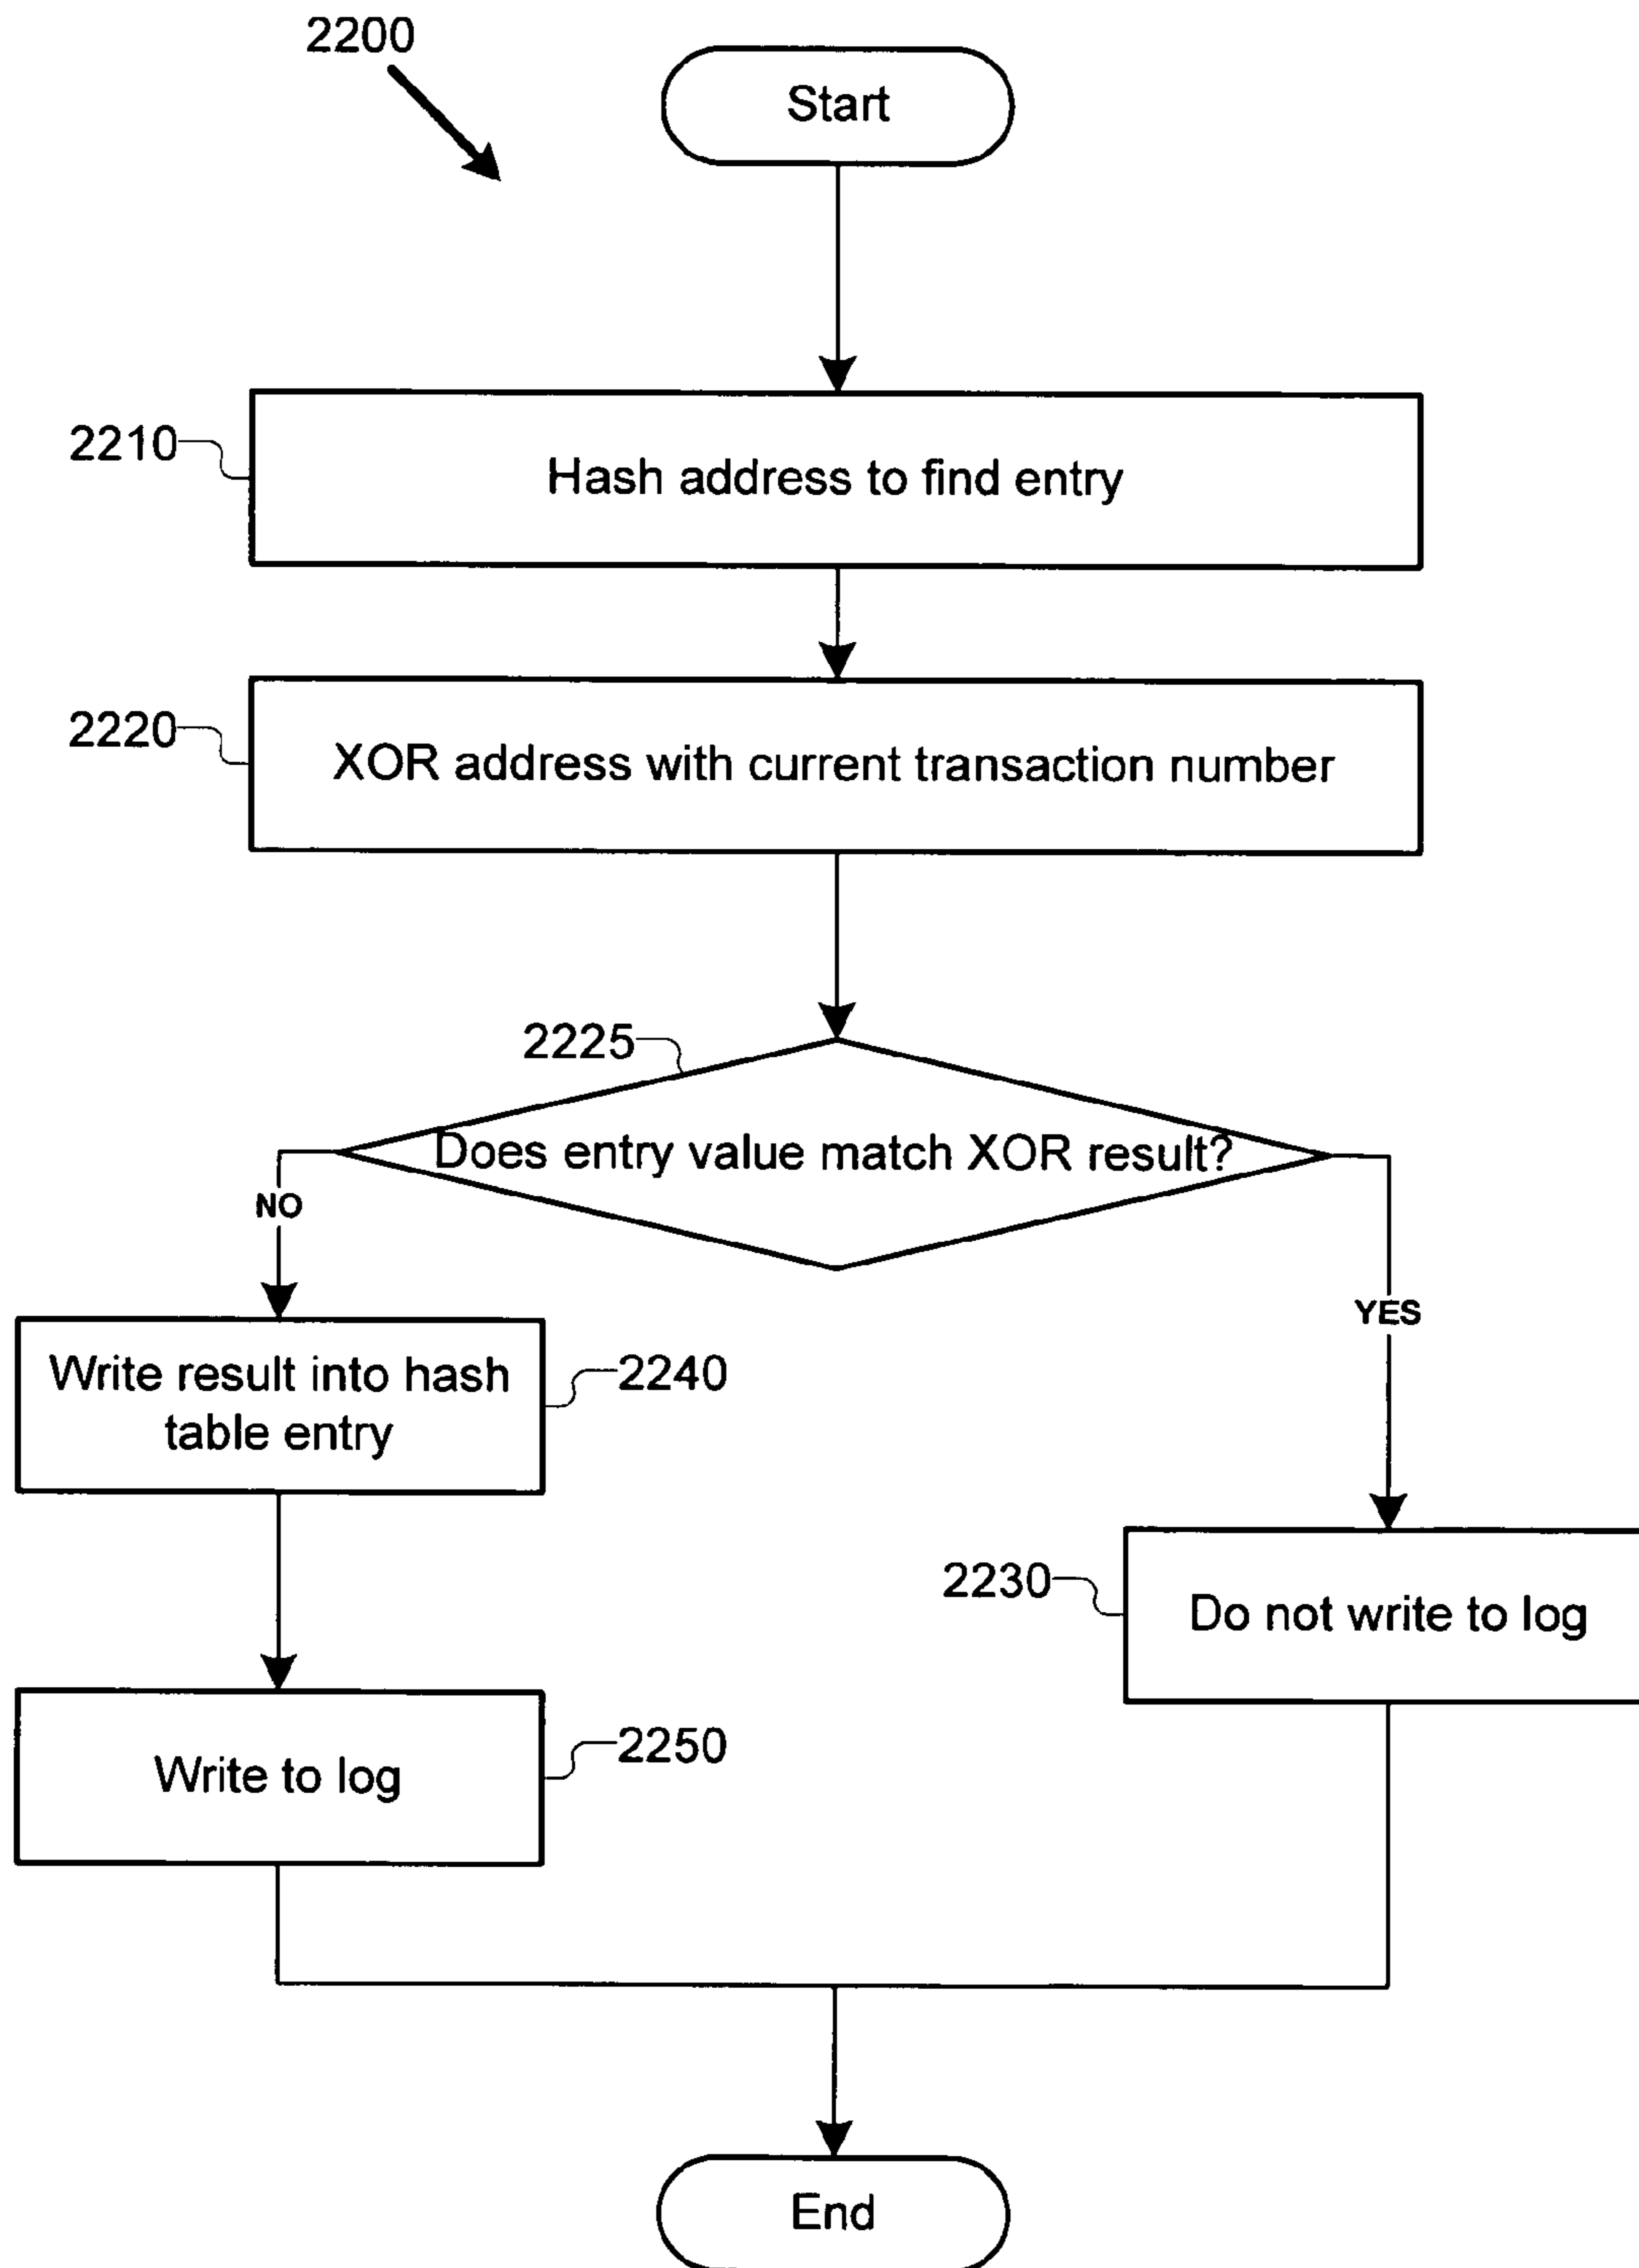 2200
Start
2210
Hash address to find entry
2220
XOR address with current transaction number
2225
Does entry value match XOR result?
NO
YES
Write result into hash
table entry
2240
2230
Do not write to log
Write to log
2250
End